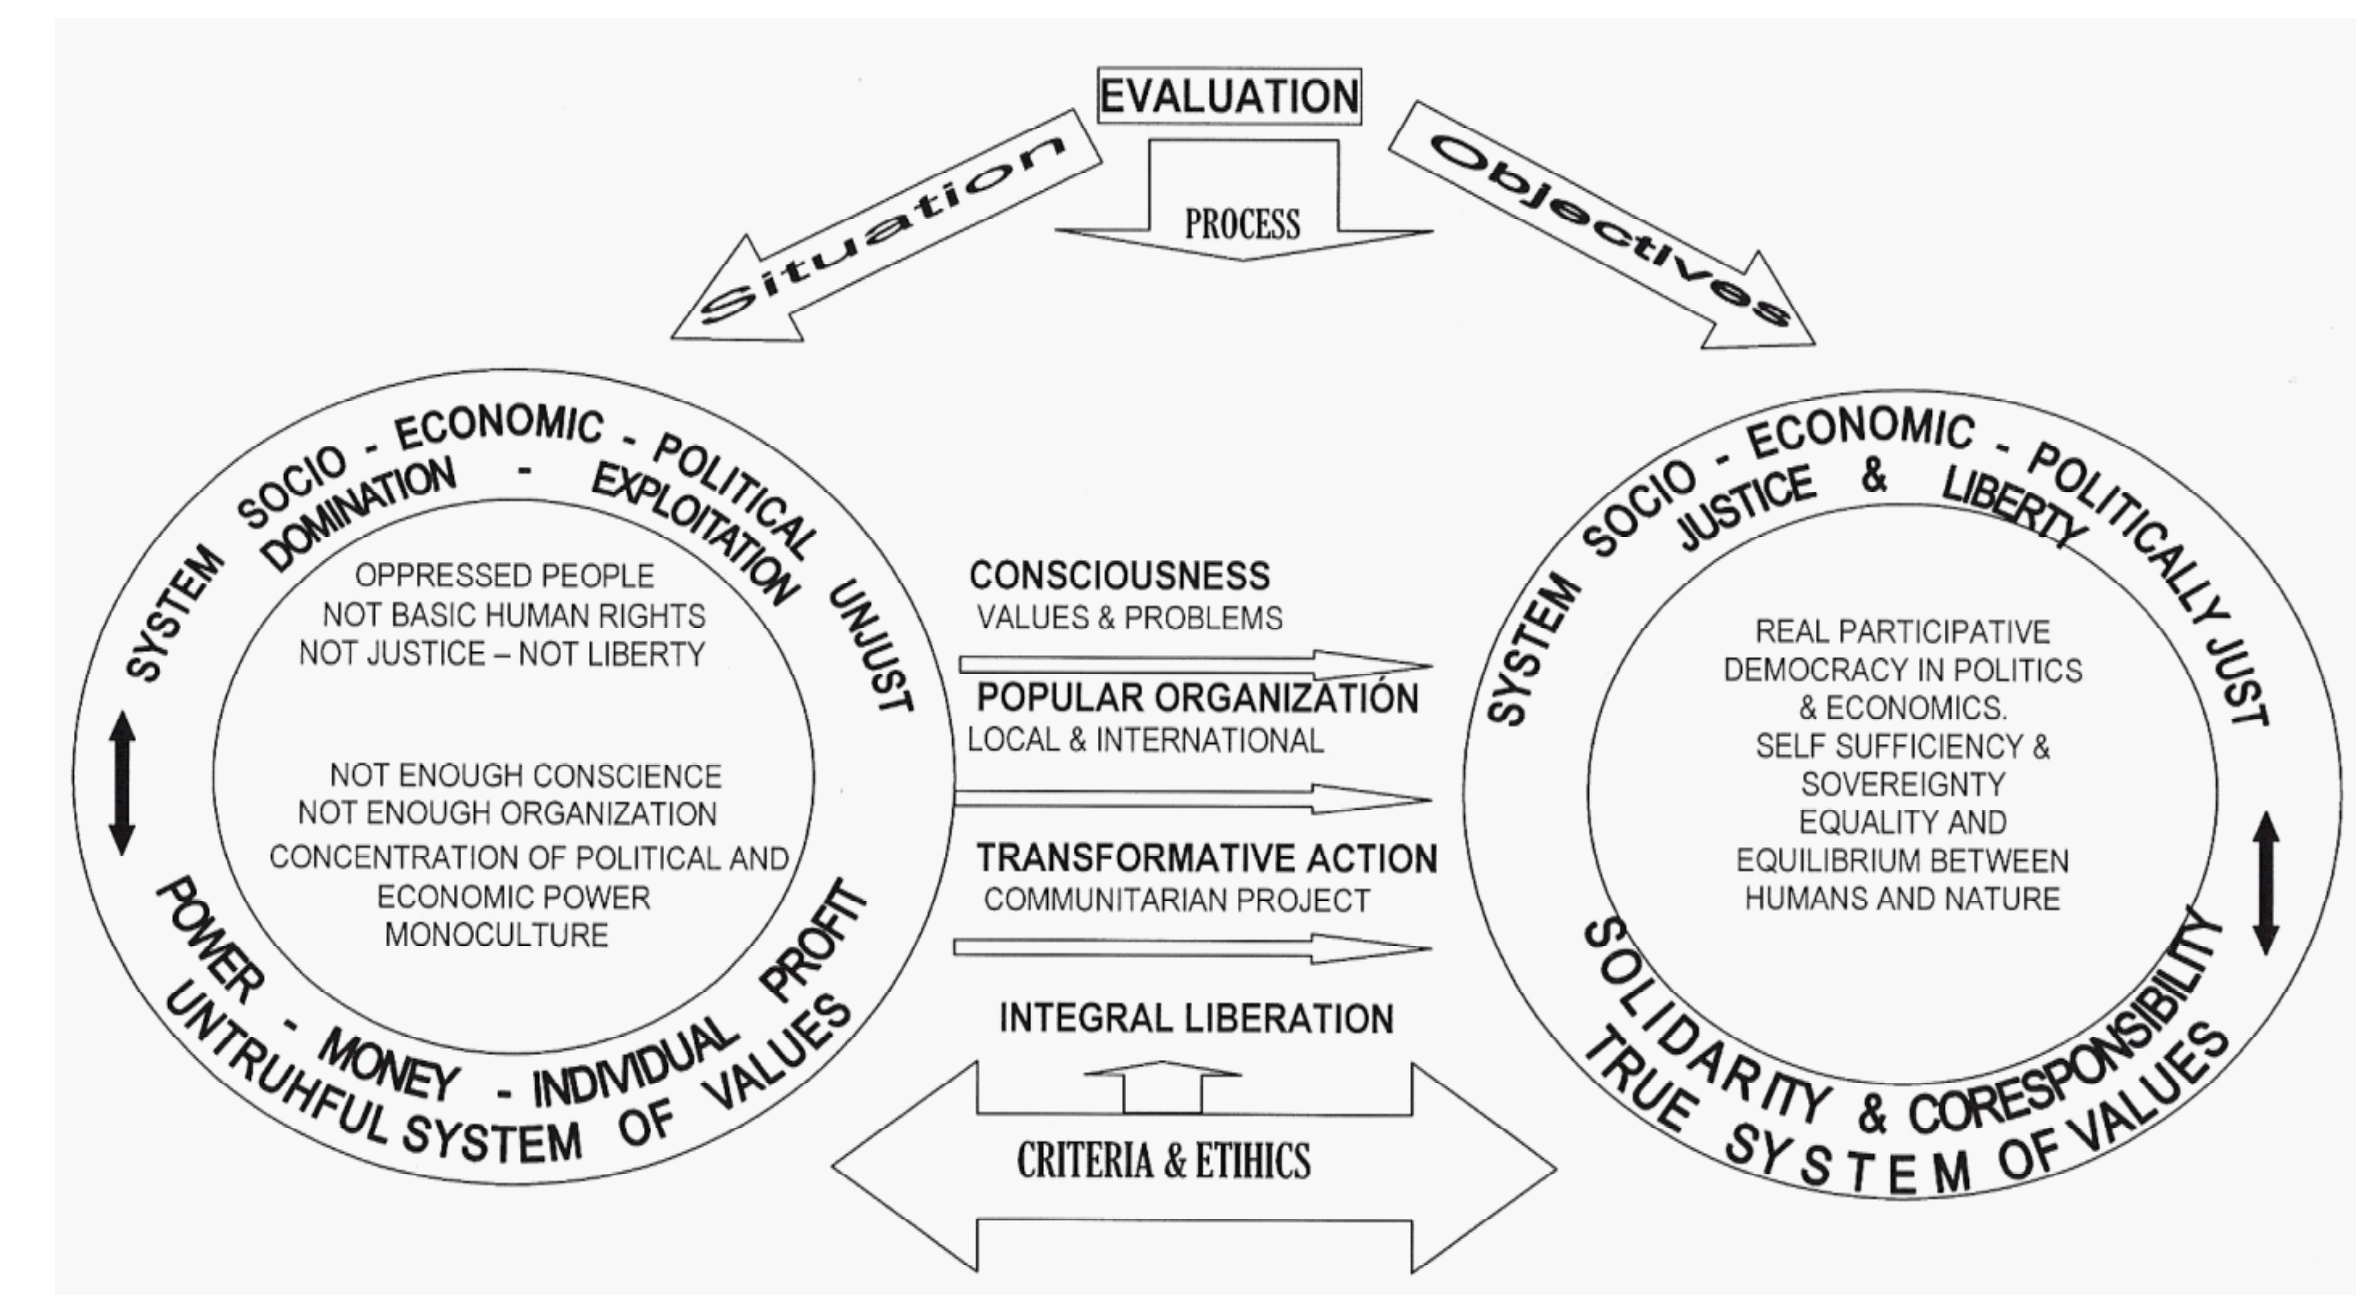 EVALUATION
Situation
PROCESS
Objectives
SYSTEM SOCIO - ECONOMIC - POLITICAL UNJUST
DOMINATION - EXPLOITATION
OPPRESSED PEOPLE
NOT BASIC HUMAN RIGHTS
NOT JUSTICE – NOT LIBERTY
NOT ENOUGH CONSCIENCE
NOT ENOUGH ORGANIZATION
CONCENTRATION OF POLITICAL AND
ECONOMIC POWER
MONOCULTURE
POWER - MONEY - INDIVIDUAL PROFIT
UNTRUHFUL SYSTEM OF VALUES
CONSCIOUSNESS
VALUES & PROBLEMS
POPULAR ORGANIZATIÓN
LOCAL & INTERNATIONAL
TRANSFORMATIVE ACTION
COMMUNITARIAN PROJECT
INTEGRAL LIBERATION
CRITERIA & ETIHICS
SYSTEM SOCIO - ECONOMIC - POLITICALLY JUST
JUSTICE & LIBERTY
REAL PARTICIPATIVE
DEMOCRACY IN POLITICS
& ECONOMICS.
SELF SUFFICIENCY &
SOVEREIGNTY
EQUALITY AND
EQUILIBRIUM BETWEEN
HUMANS AND NATURE
SOLIDARITY & CORESPONSIBILITY
TRUE SYSTEM OF VALUES